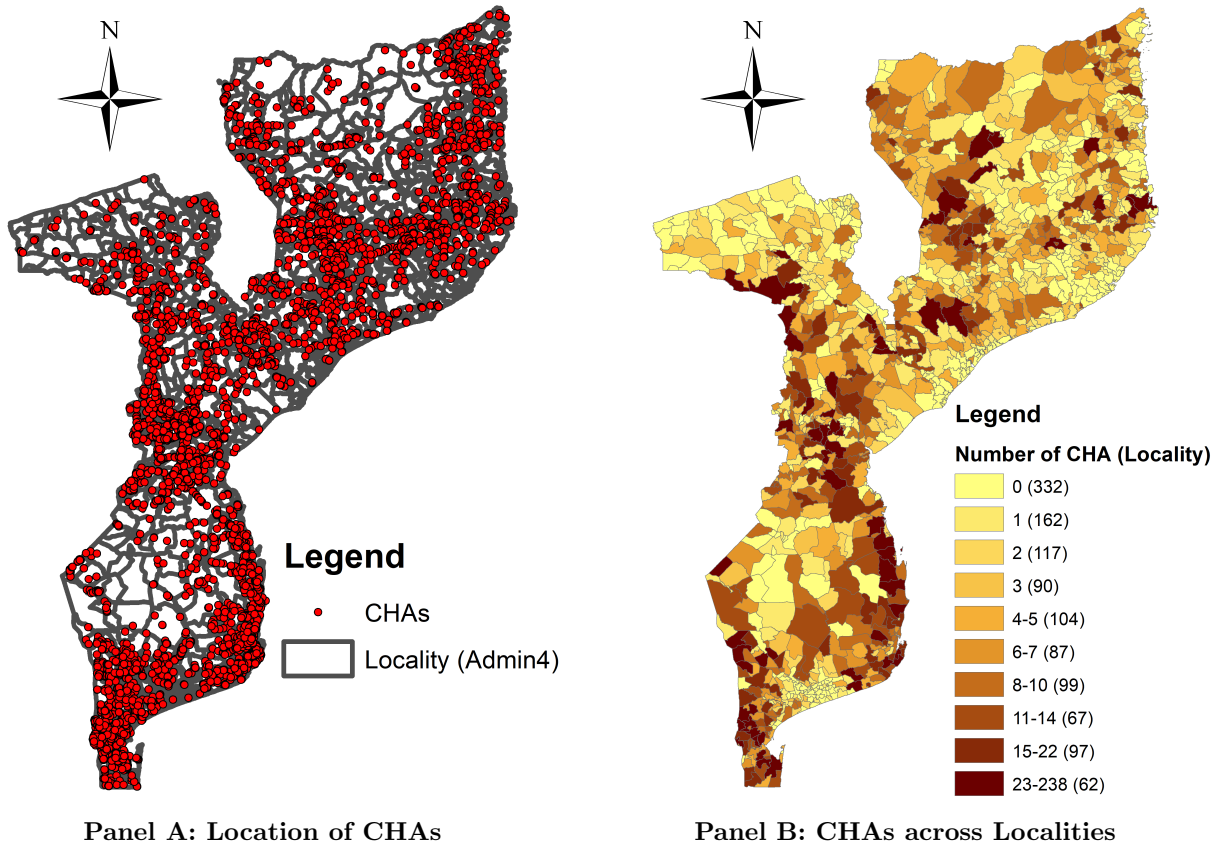 N
Legend
CHAs
Locality (Admin4)
Panel A: Location of CHAs
N
Legend
Number of CHA (Locality)
0 (332)
1 (162)
2 (117)
3 (90)
4-5 (104)
6-7 (87)
8-10 (99)
11-14 (67)
15-22 (97)
23-238 (62)
Panel B: CHAs across Localities